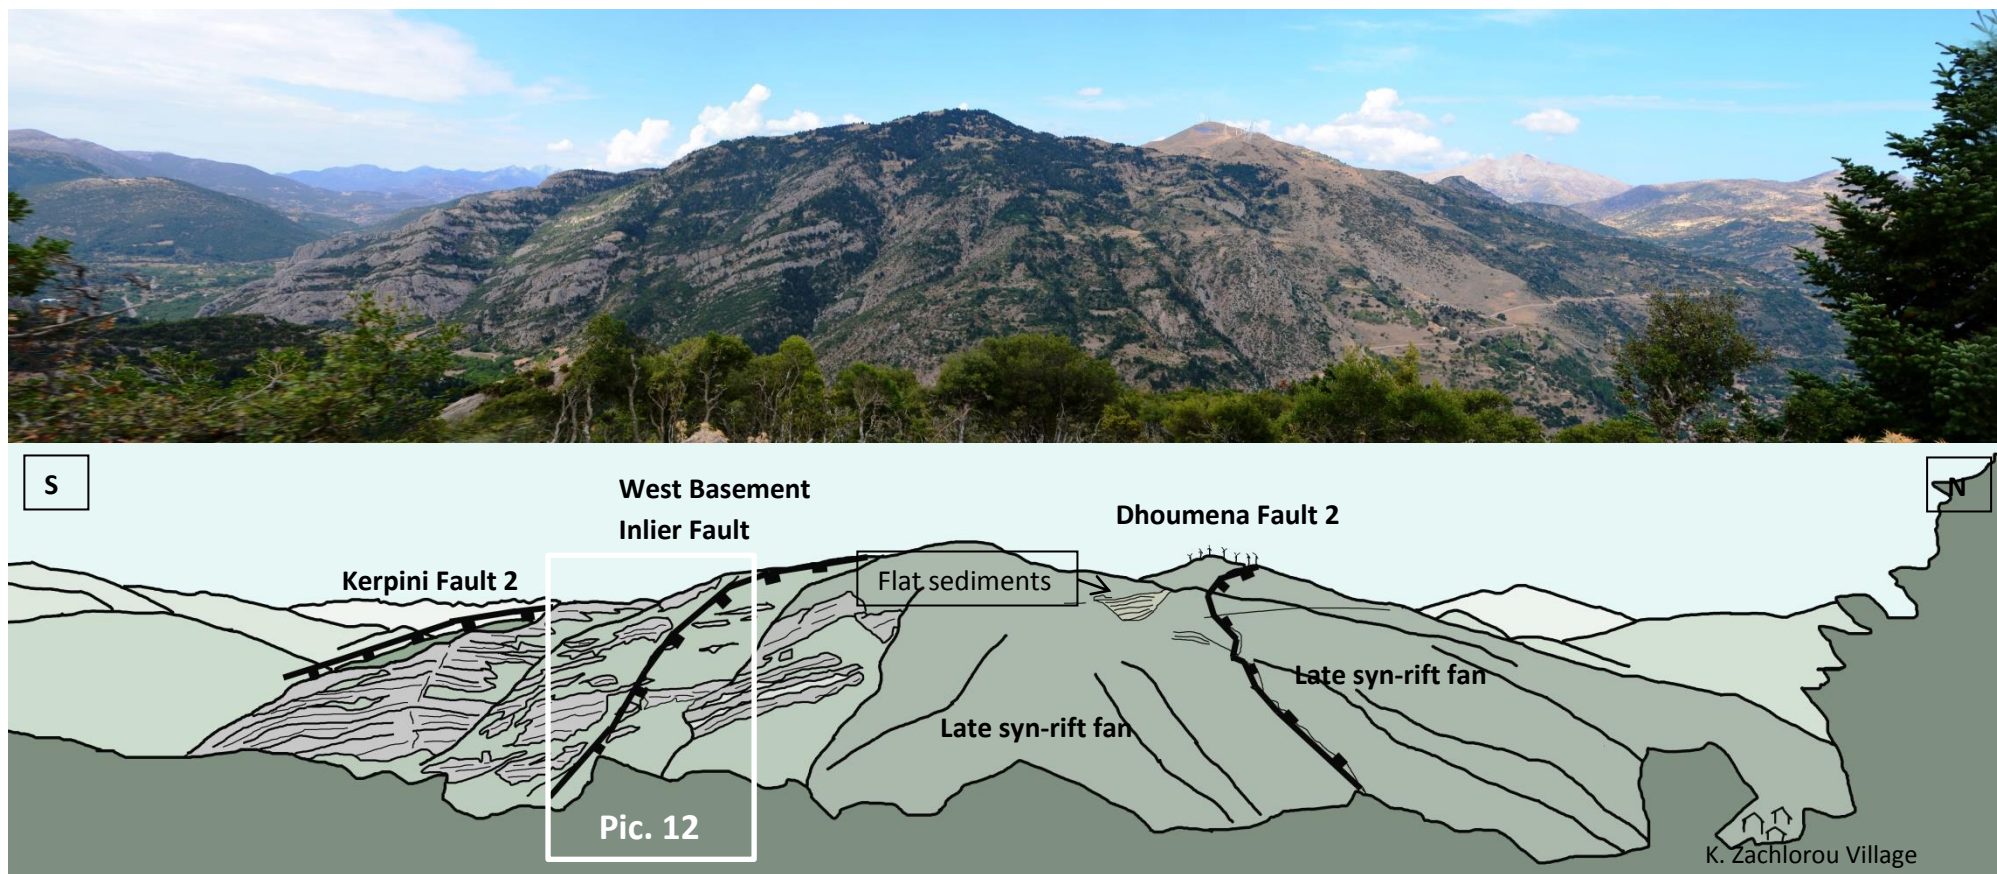 S
N
West Basement
Inlier Fault
Dhoumena Fault 2
Kerpini Fault 2
Flat sediments
Late syn-rift fan
Late syn-rift fan
Pic. 12
K. Zachlorou Village